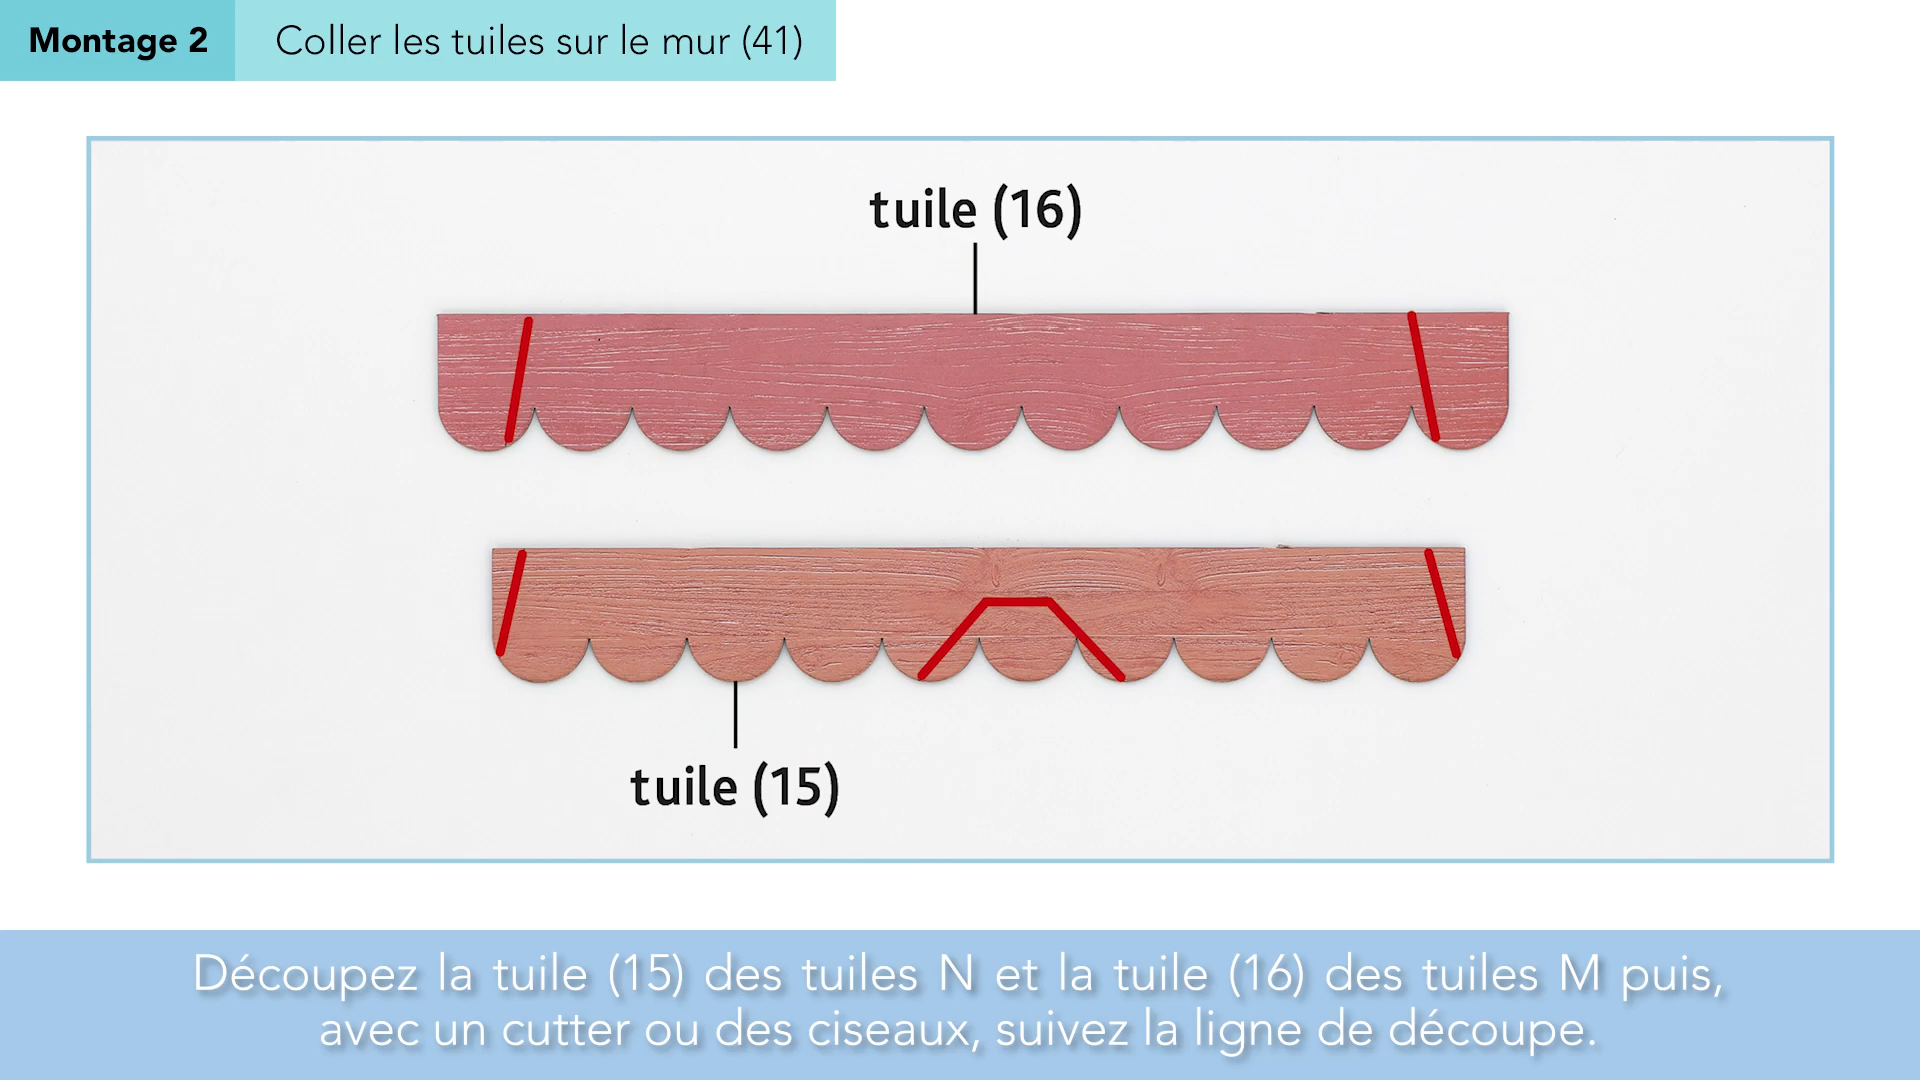 Montage 2
Coller les tuiles sur le mur (41)
tuile (16)
tuile (15)
Découpez la tuile (15) des tuiles N et la tuile (16) des tuiles M puis,
avec un cutter ou des ciseaux, suivez la ligne de découpe.